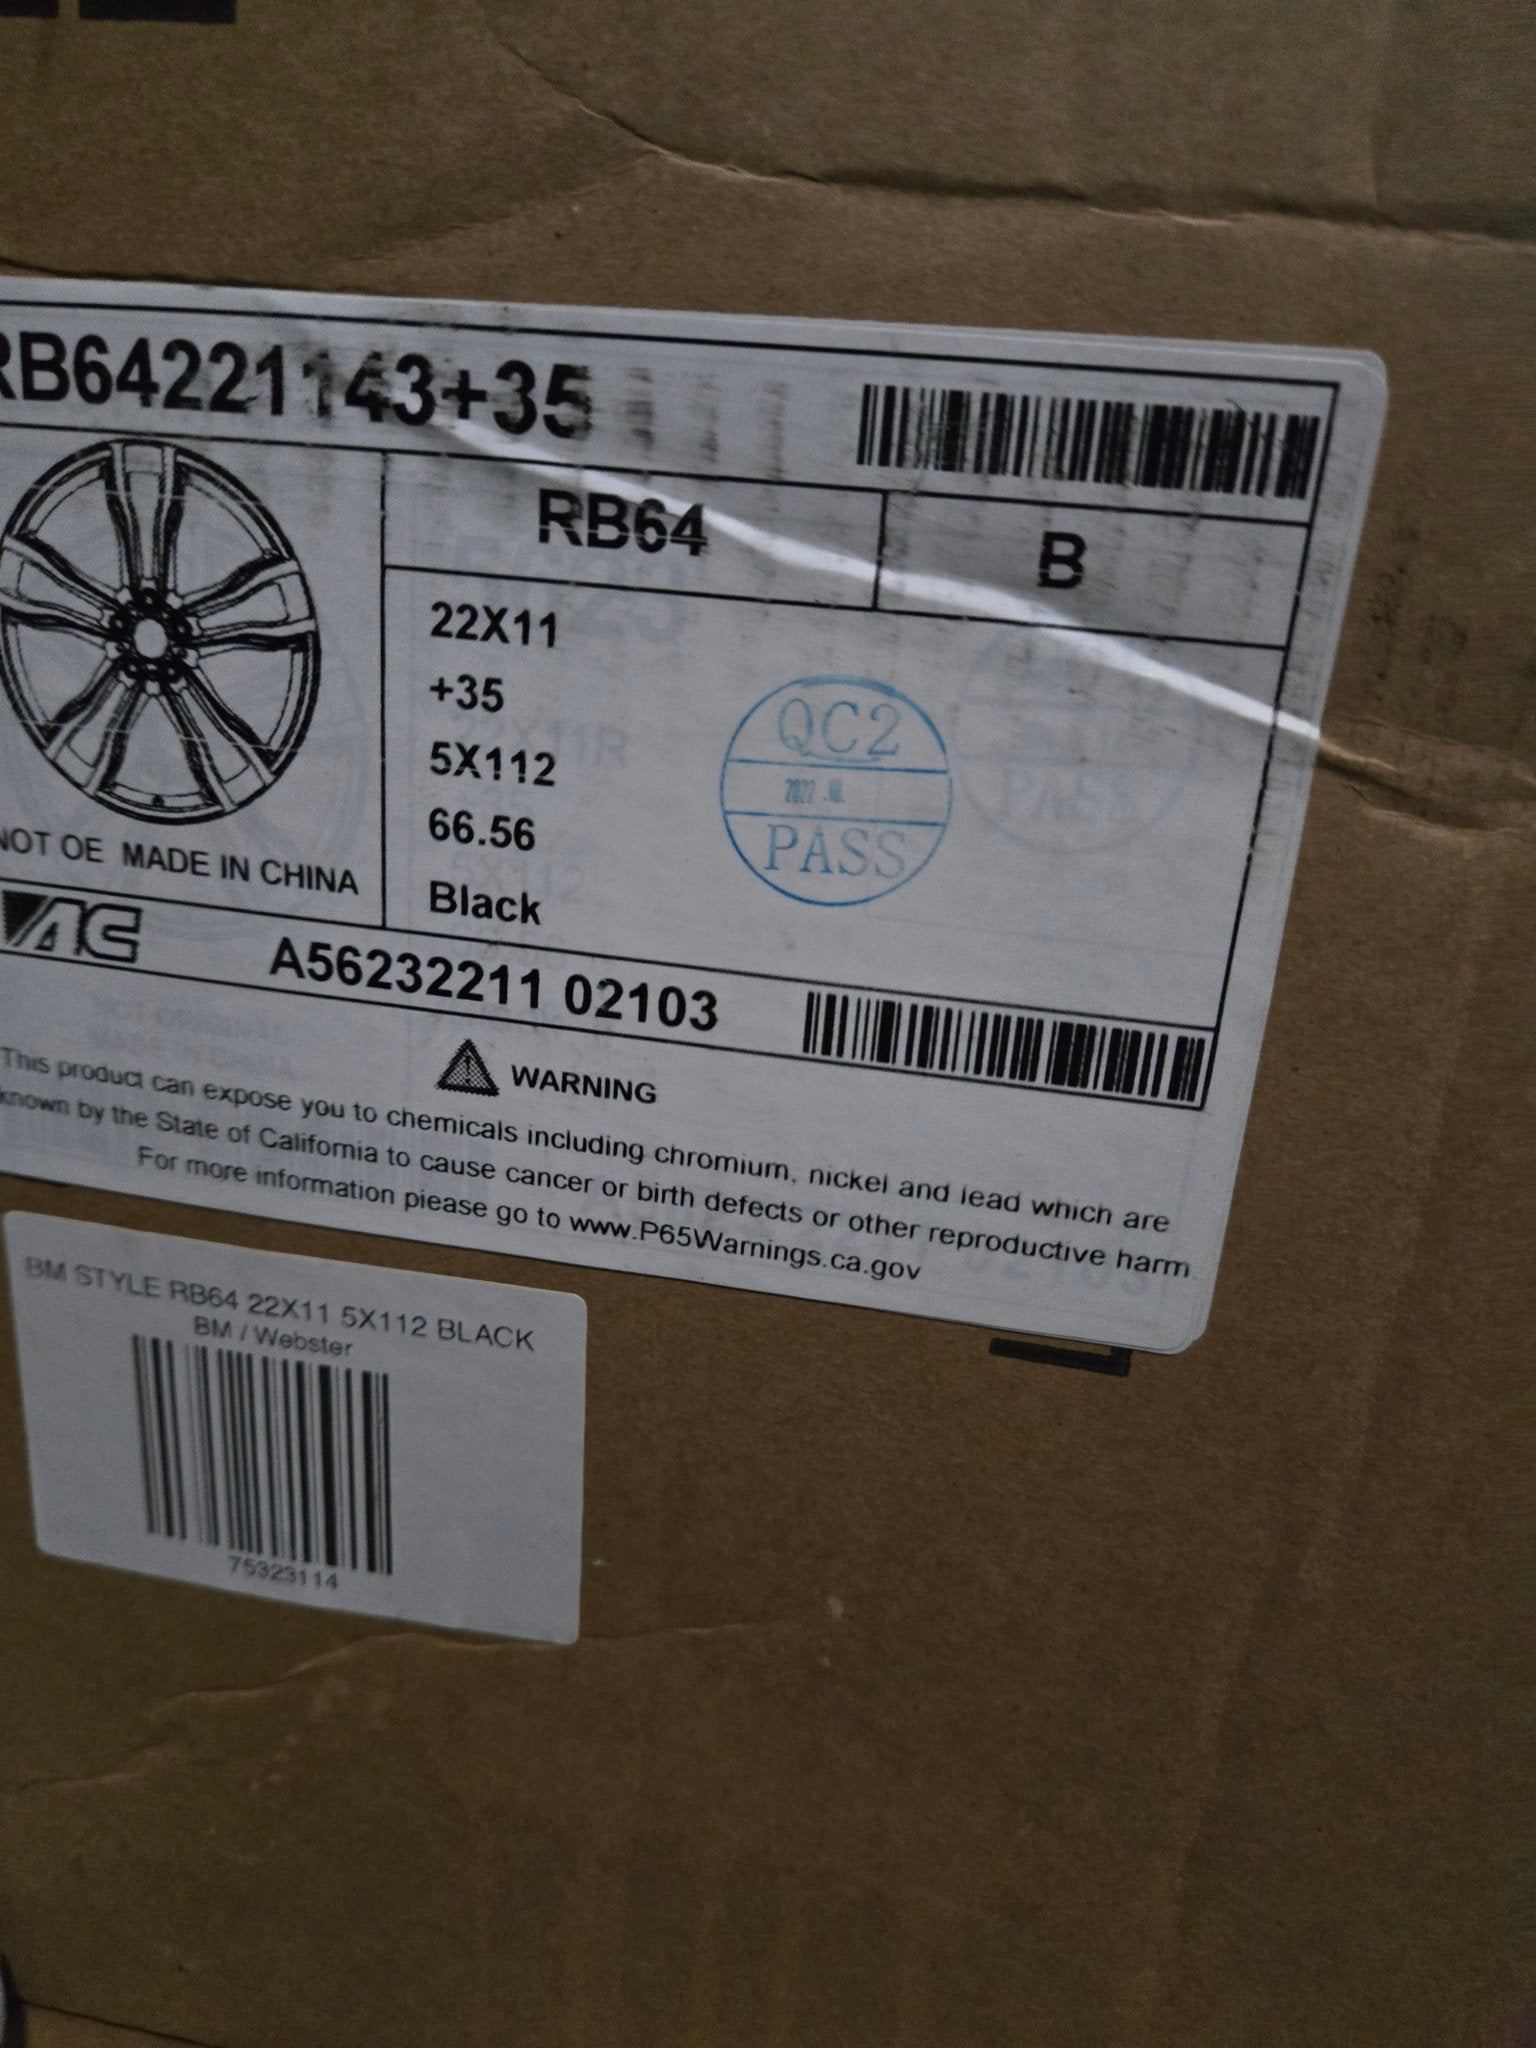 RB64221143+35
RB64
B
22X11
+35
5X112
66.56
Black
QC2
PASS
NOT OE MADE IN CHINA
AC
A56232211 02103
WARNING
This product can expose you to chemicals including chromium, nickel and lead which are
known by the State of California to cause cancer or birth defects or other reproductive harm
For more information please go to www.P65Warnings.ca.gov
BM STYLE RB64 22X11 5X112 BLACK
BM / Webster
75323114